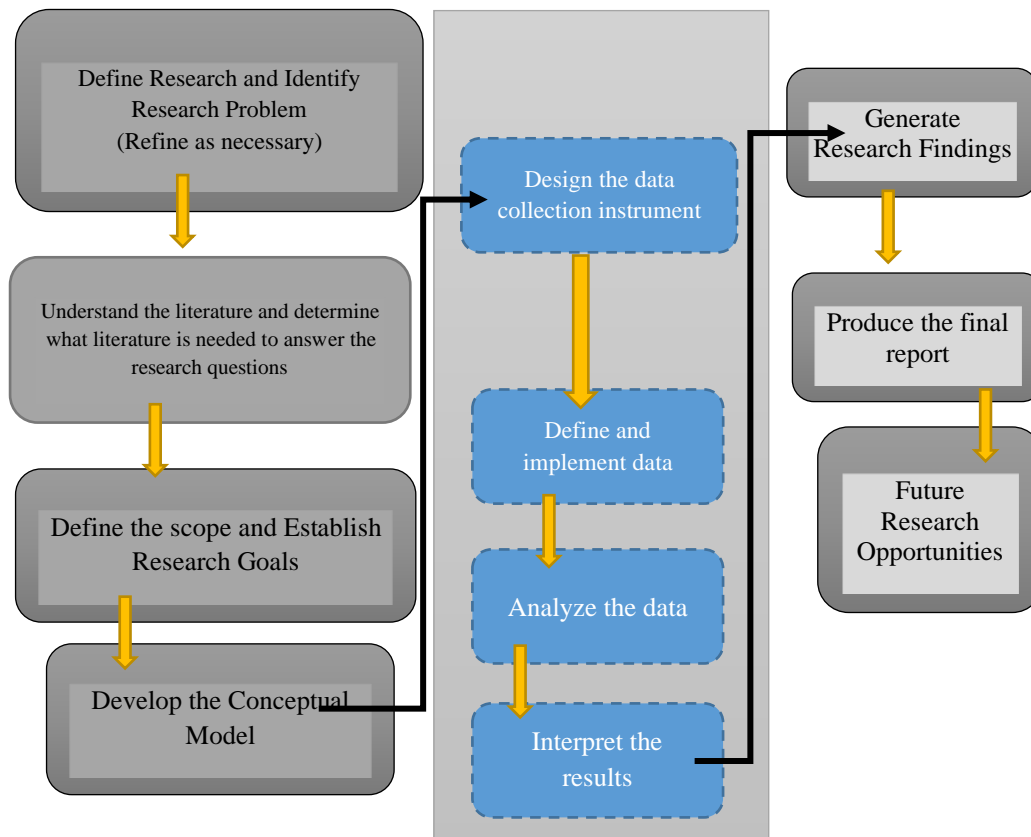 Define Research and Identify
Research Problem
(Refine as necessary)
Understand the literature and determine
what literature is needed to answer the
research questions
Define the scope and Establish
Research Goals
Develop the Conceptual
Model
Design the data
collection instrument
Define and
implement data
Analyze the data
Interpret the
results
Generate
Research Findings
Produce the final
report
Future
Research
Opportunities